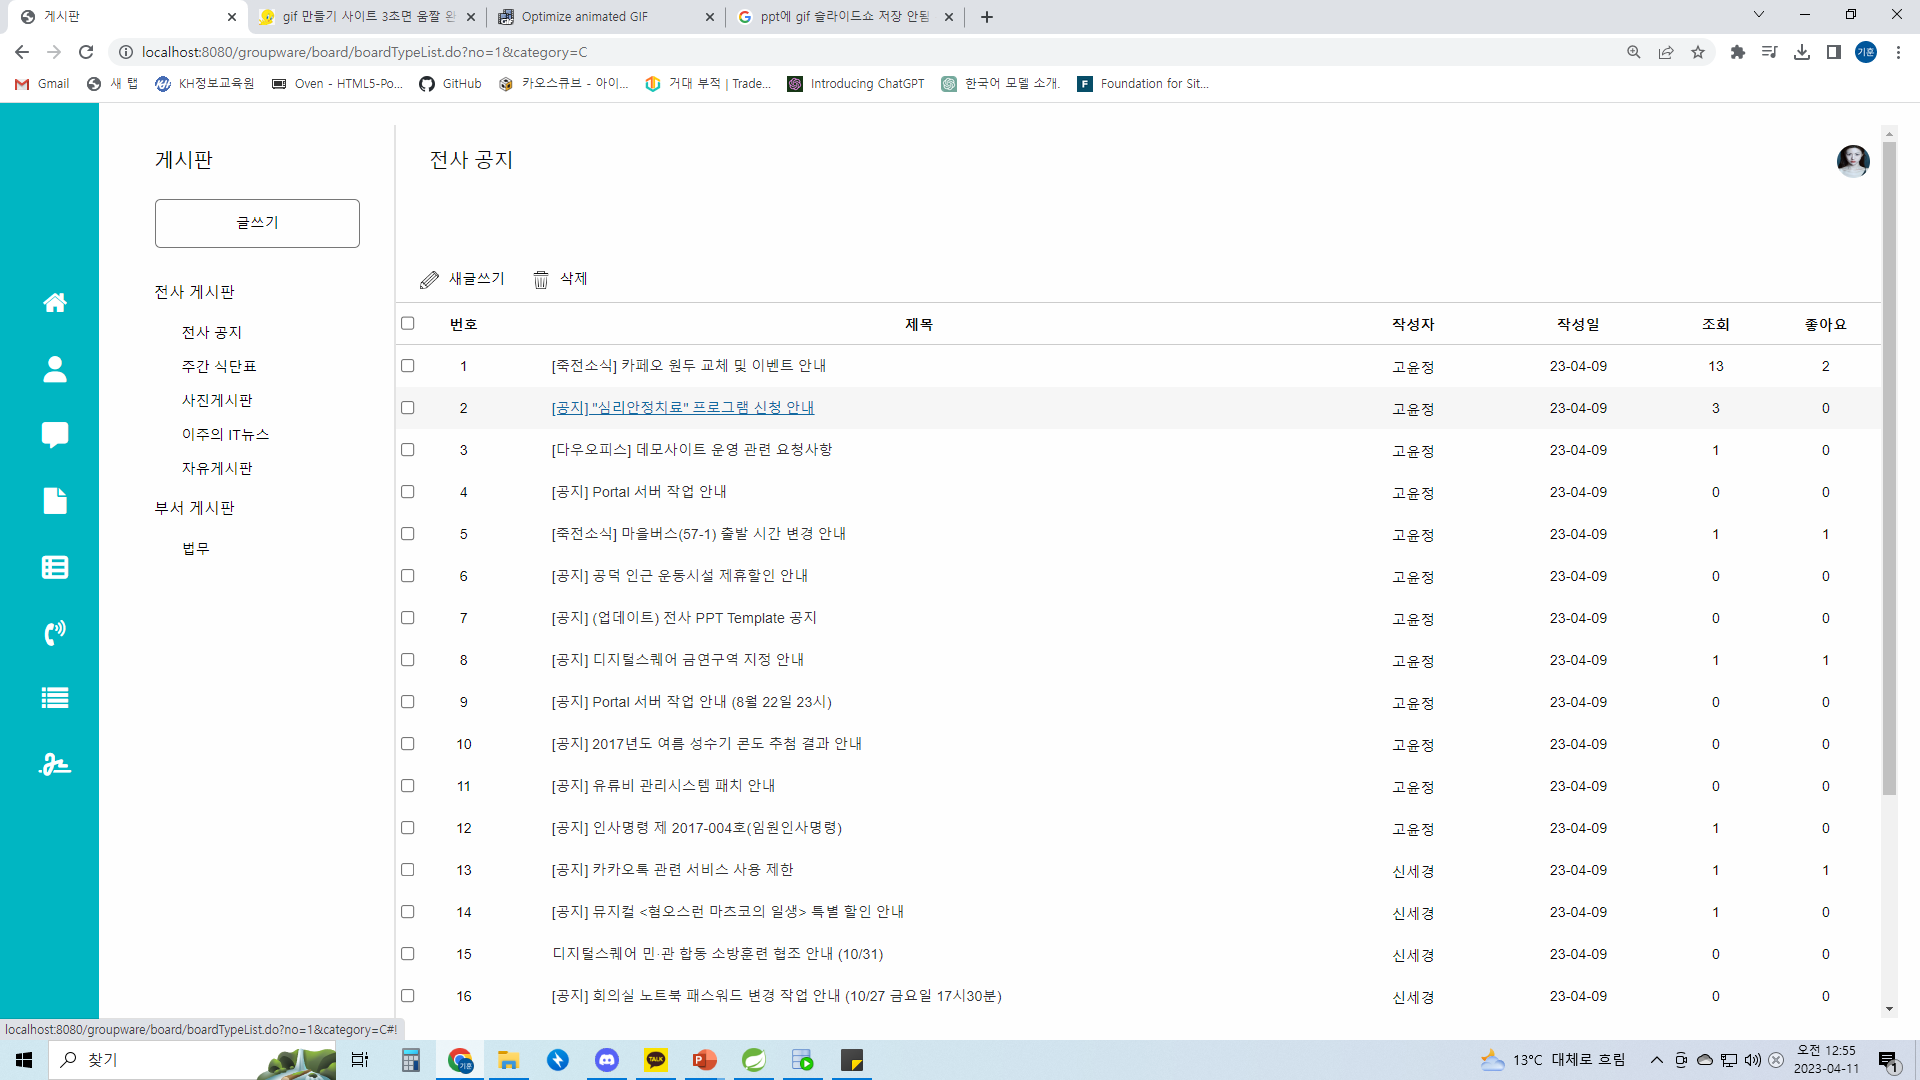 게시판
gif 만들기 사이트 3초면 움짤 완
Optimize animated GIF
ppt에 gif 슬라이드쇼 저장 안됨
localhost:8080/groupware/board/boardTypeList.do?no=1&category=C
기훈
Gmail
새 탭
KH정보교육원
Oven - HTML5-Po...
GitHub
카오스큐브 - 아이...
거대 부적 | Trade...
Introducing ChatGPT
한국어 모델 소개.
Foundation for Sit...
게시판
글쓰기
전사 게시판
전사 공지
주간 식단표
사진게시판
이주의 IT뉴스
자유게시판
부서 게시판
법무
전사 공지
새글쓰기 삭제
번호 제목 작성자 작성일 조회 좋아요
1 [죽전소식] 카페오 원두 교체 및 이벤트 안내 고윤정 23-04-09 13 2
2 [공지] "심리안정치료" 프로그램 신청 안내 고윤정 23-04-09 3 0
3 [다우오피스] 데모사이트 운영 관련 요청사항 고윤정 23-04-09 1 0
4 [공지] Portal 서버 작업 안내 고윤정 23-04-09 0 0
5 [죽전소식] 마을버스(57-1) 출발 시간 변경 안내 고윤정 23-04-09 1 1
6 [공지] 공덕 인근 운동시설 제휴할인 안내 고윤정 23-04-09 0 0
7 [공지] (업데이트) 전사 PPT Template 공지 고윤정 23-04-09 0 0
8 [공지] 디지털스퀘어 금연구역 지정 안내 고윤정 23-04-09 1 1
9 [공지] Portal 서버 작업 안내 (8월 22일 23시) 고윤정 23-04-09 0 0
10 [공지] 2017년도 여름 성수기 콘도 추첨 결과 안내 고윤정 23-04-09 0 0
11 [공지] 유류비 관리시스템 패치 안내 고윤정 23-04-09 0 0
12 [공지] 인사명령 제 2017-004호(임원인사명령) 고윤정 23-04-09 1 0
13 [공지] 카카오톡 관련 서비스 사용 제한 신세경 23-04-09 1 1
14 [공지] 뮤지컬 <혐오스런 마츠코의 일생> 특별 할인 안내 신세경 23-04-09 1 0
15 디지털스퀘어 민·관 합동 소방훈련 협조 안내 (10/31) 신세경 23-04-09 0 0
16 [공지] 회의실 노트북 패스워드 변경 작업 안내 (10/27 금요일 17시30분) 신세경 23-04-09 0 0
localhost:8080/groupware/board/boardTypeList.do?no=1&category=C#!
찾기
기훈
TALK
13°C 대체로 흐림
오전 12:55
2023-04-11
1